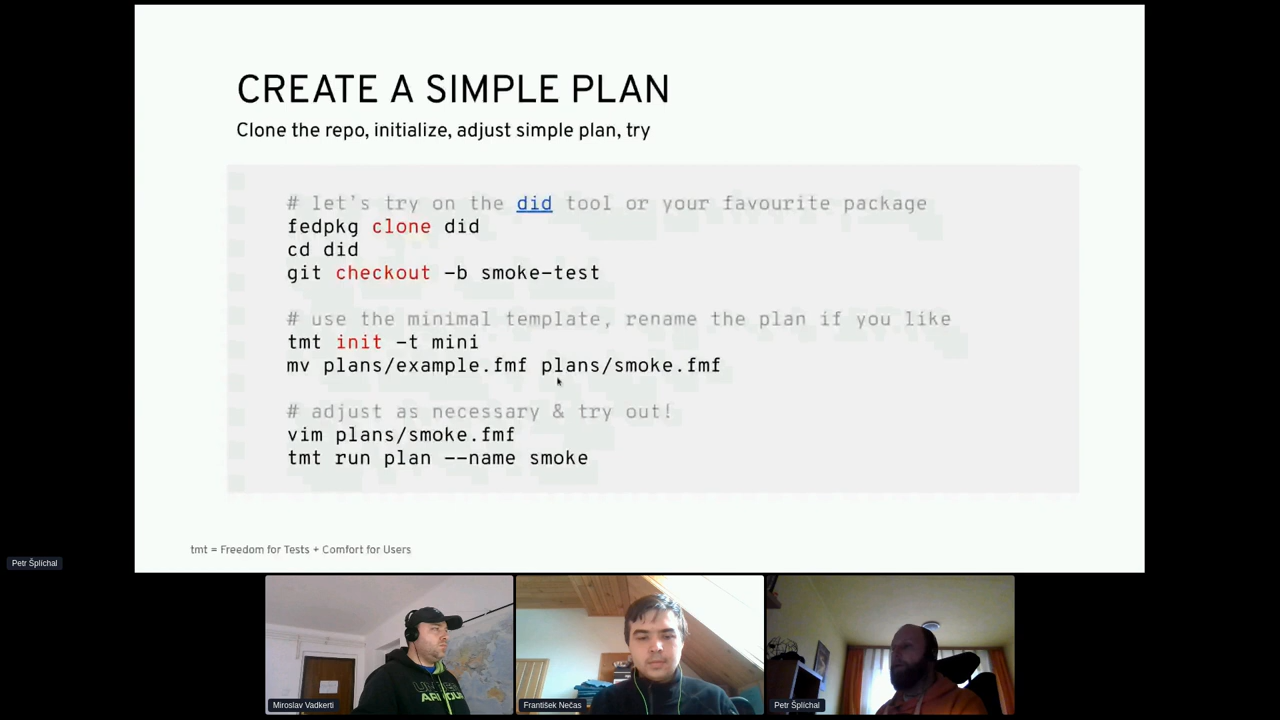 CREATE A SIMPLE PLAN
Clone the repo, initialize, adjust simple plan, try
# let's try on the did tool or your favourite package
fedpkg clone did
cd did
git checkout -b smoke-test
# use the minimal template, rename the plan if you like
tmt init -t mini
mv plans/example.fmf plans/smoke.fmf
# adjust as necessary & try out!
vim plans/smoke.fmf
tmt run plan --name smoke
tmt = Freedom for Tests + Comfort for Users
Petr Šplíchal
Miroslav Vadkerti
František Nečas
Petr Šplíchal